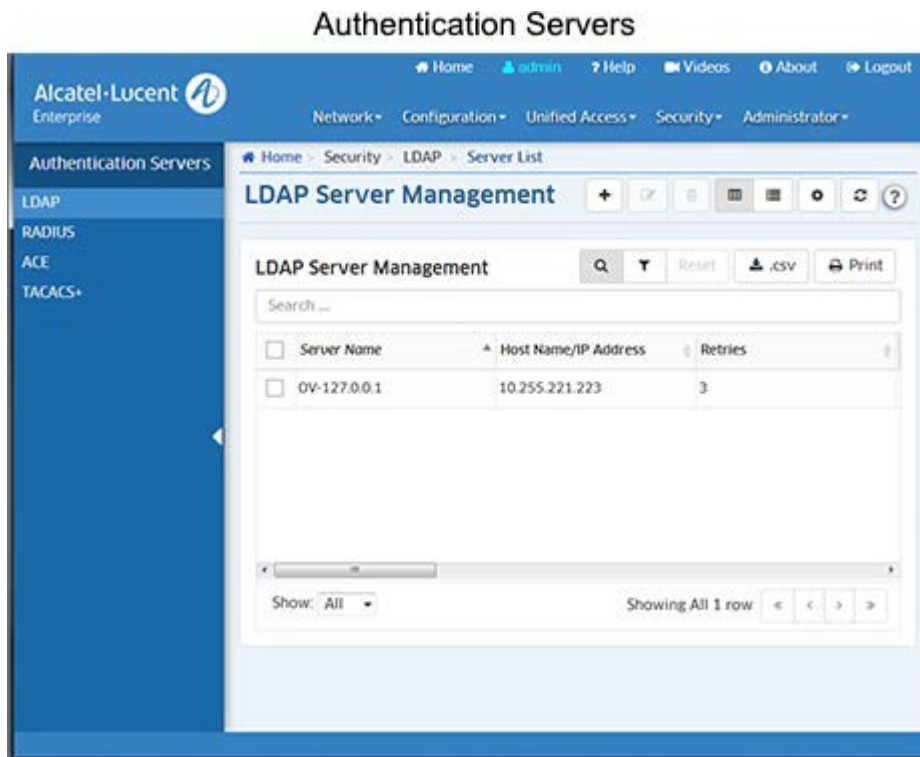 Authentication Servers
Home admin ? Help Videos About Logout
Alcatel·Lucent
Enterprise
Network Configuration Unified Access Security Administrator
Authentication Servers
Home > Security > LDAP > Server List
LDAP
RADIUS
ACE
TACACS+
LDAP Server Management
?
LDAP Server Management
Reset .csv Print
Search ...
Server Name Host Name/IP Address Retries
OV-127.0.0.1 10.255.221.223 3
Show: All Showing All 1 row « < > »